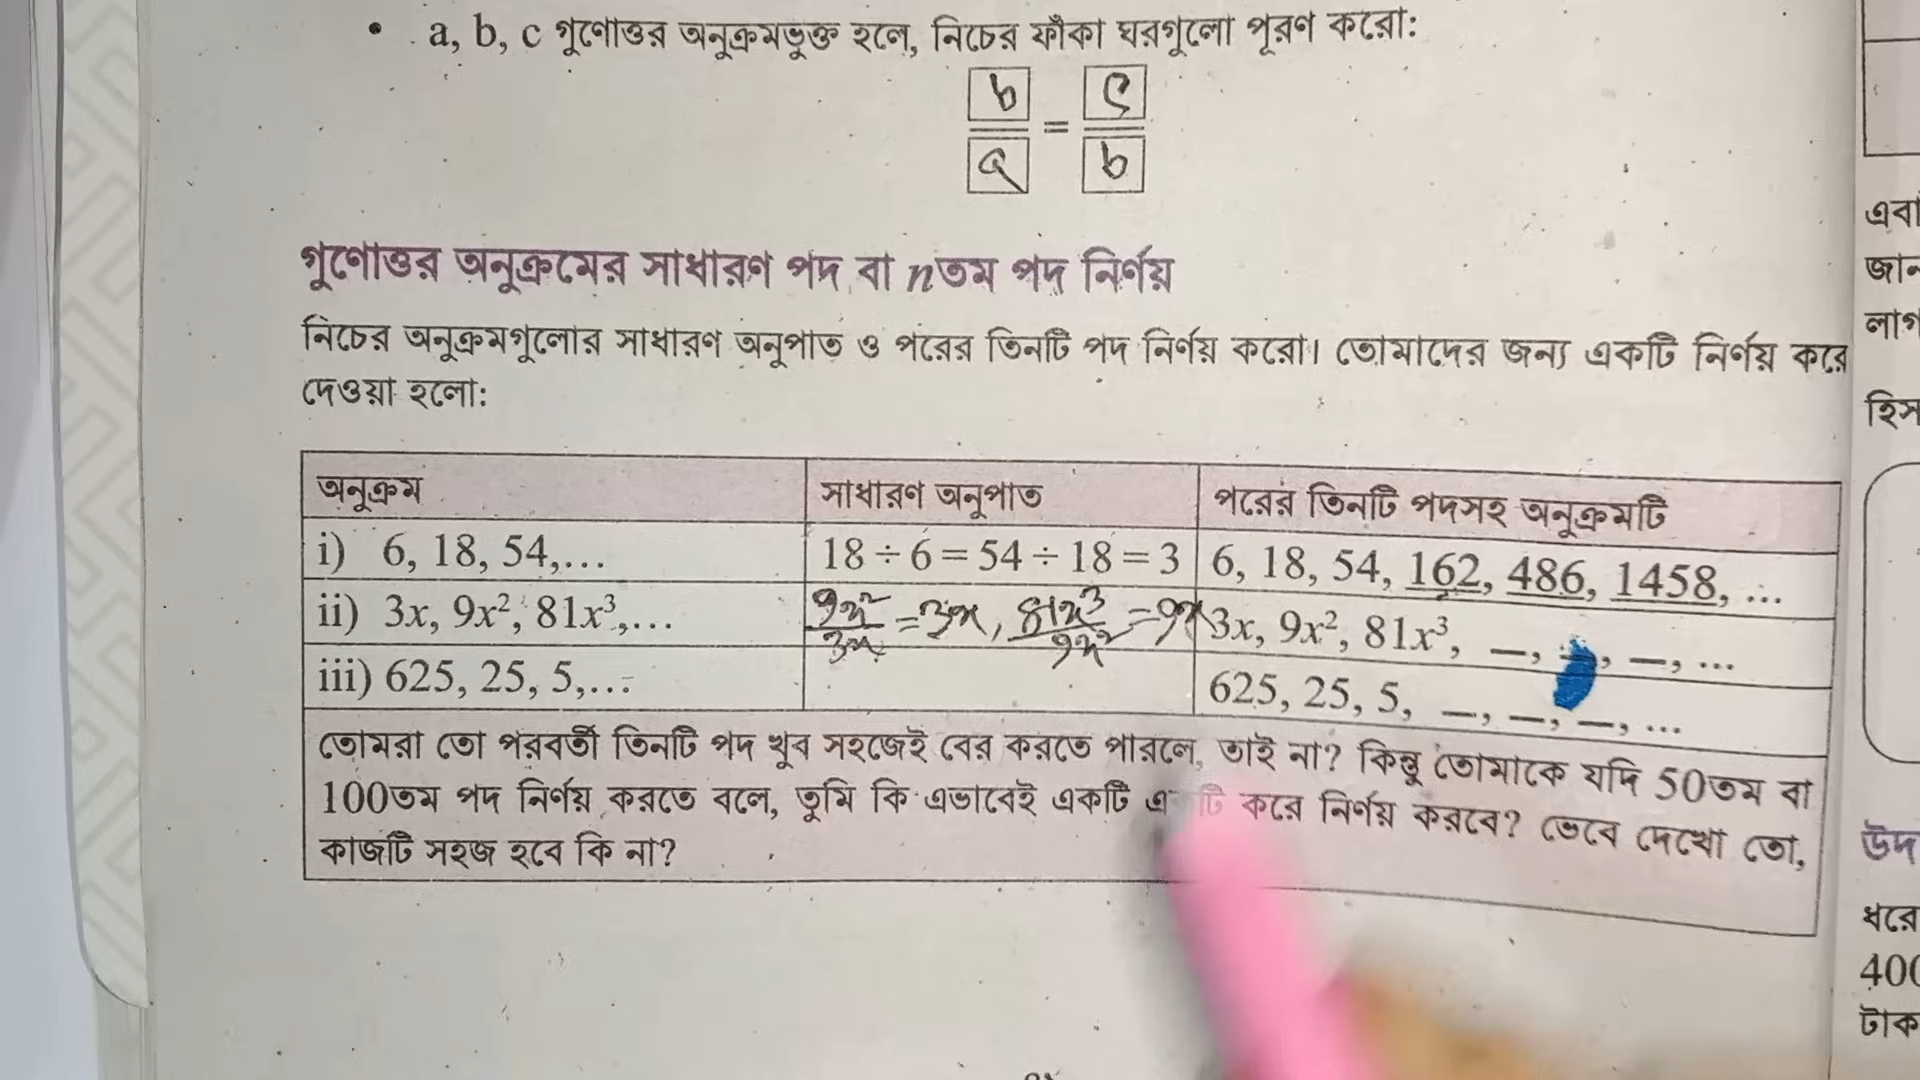 • a, b, c গুণোত্তর অনুক্রমভুক্ত হলে, নিচের ফাঁকা ঘরগুলো পূরণ করো:
b/a = c/b
গুণোত্তর অনুক্রমের সাধারণ পদ বা nতম পদ নির্ণয়
নিচের অনুক্রমগুলোর সাধারণ অনুপাত ও পরের তিনটি পদ নির্ণয় করো। তোমাদের জন্য একটি নির্ণয় করে
দেওয়া হলো:
অনুক্রম সাধারণ অনুপাত পরের তিনটি পদসহ অনুক্রমটি
i) 6, 18, 54,... 18 ÷ 6 = 54 ÷ 18 = 3 6, 18, 54, 162, 486, 1458, ...
ii) 3x, 9x², 81x³,... 9x²/3x = 3x, 81x³/9x² = 9x 3x, 9x², 81x³, _, _, _, ...
iii) 625, 25, 5,... 625, 25, 5, _, _, _, ...
তোমরা তো পরবর্তী তিনটি পদ খুব সহজেই বের করতে পারলে, তাই না? কিন্তু তোমাকে যদি 50তম বা
100তম পদ নির্ণয় করতে বলে, তুমি কি এভাবেই একটি একটি করে নির্ণয় করবে? ভেবে দেখো তো,
কাজটি সহজ হবে কি না?
এবা
জান
লাগ
হিস
উদ
ধরে
400
টাক